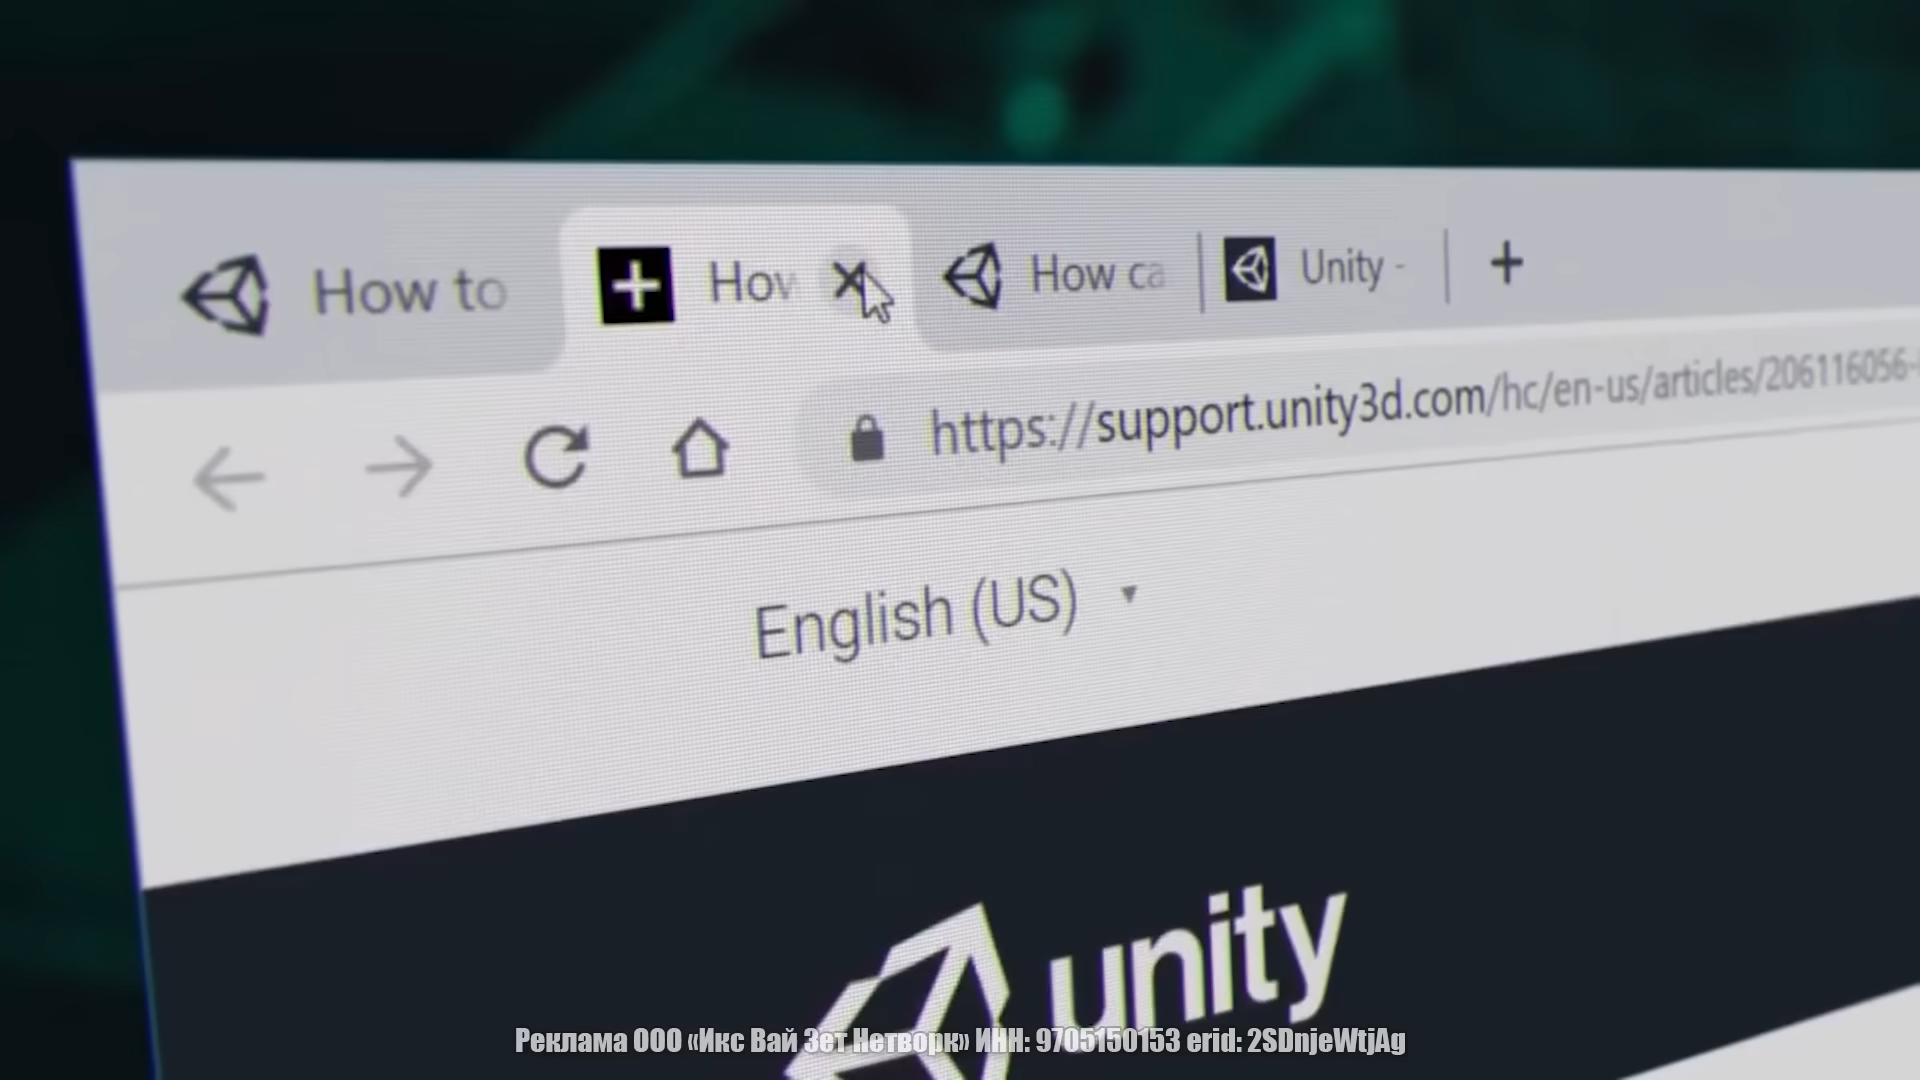 How to
How
How ca
Unity -
https://support.unity3d.com/hc/en-us/articles/206116056-
English (US)
unity
Реклама ООО «Икс Вай Зет Нетворк» ИНН: 9705150153 erid: 2SDnjeWtjAg